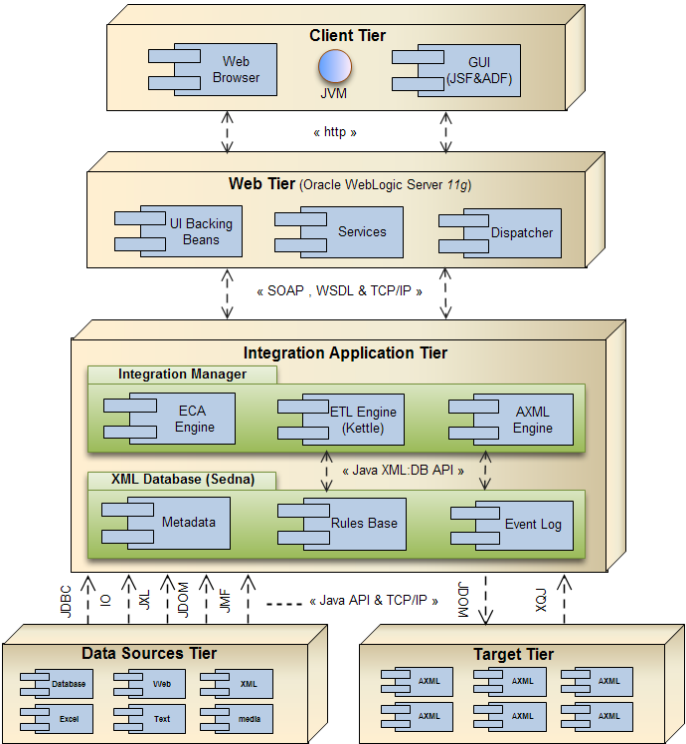 Client Tier
Web
Browser
JVM
GUI
(JSF&ADF)
« http »
Web Tier (Oracle WebLogic Server 11g)
UI Backing
Beans
Services
Dispatcher
« SOAP , WSDL & TCP/IP »
Integration Application Tier
Integration Manager
ECA
Engine
ETL Engine
(Kettle)
AXML
Engine
« Java XML:DB API »
XML Database (Sedna)
Metadata
Rules Base
Event Log
JDBC
IO
JXL
JDOM
JMF
« Java API & TCP/IP »
JDOM
XQJ
Data Sources Tier
Database
Web
XML
Excel
Text
media
Target Tier
AXML
AXML
AXML
AXML
AXML
AXML